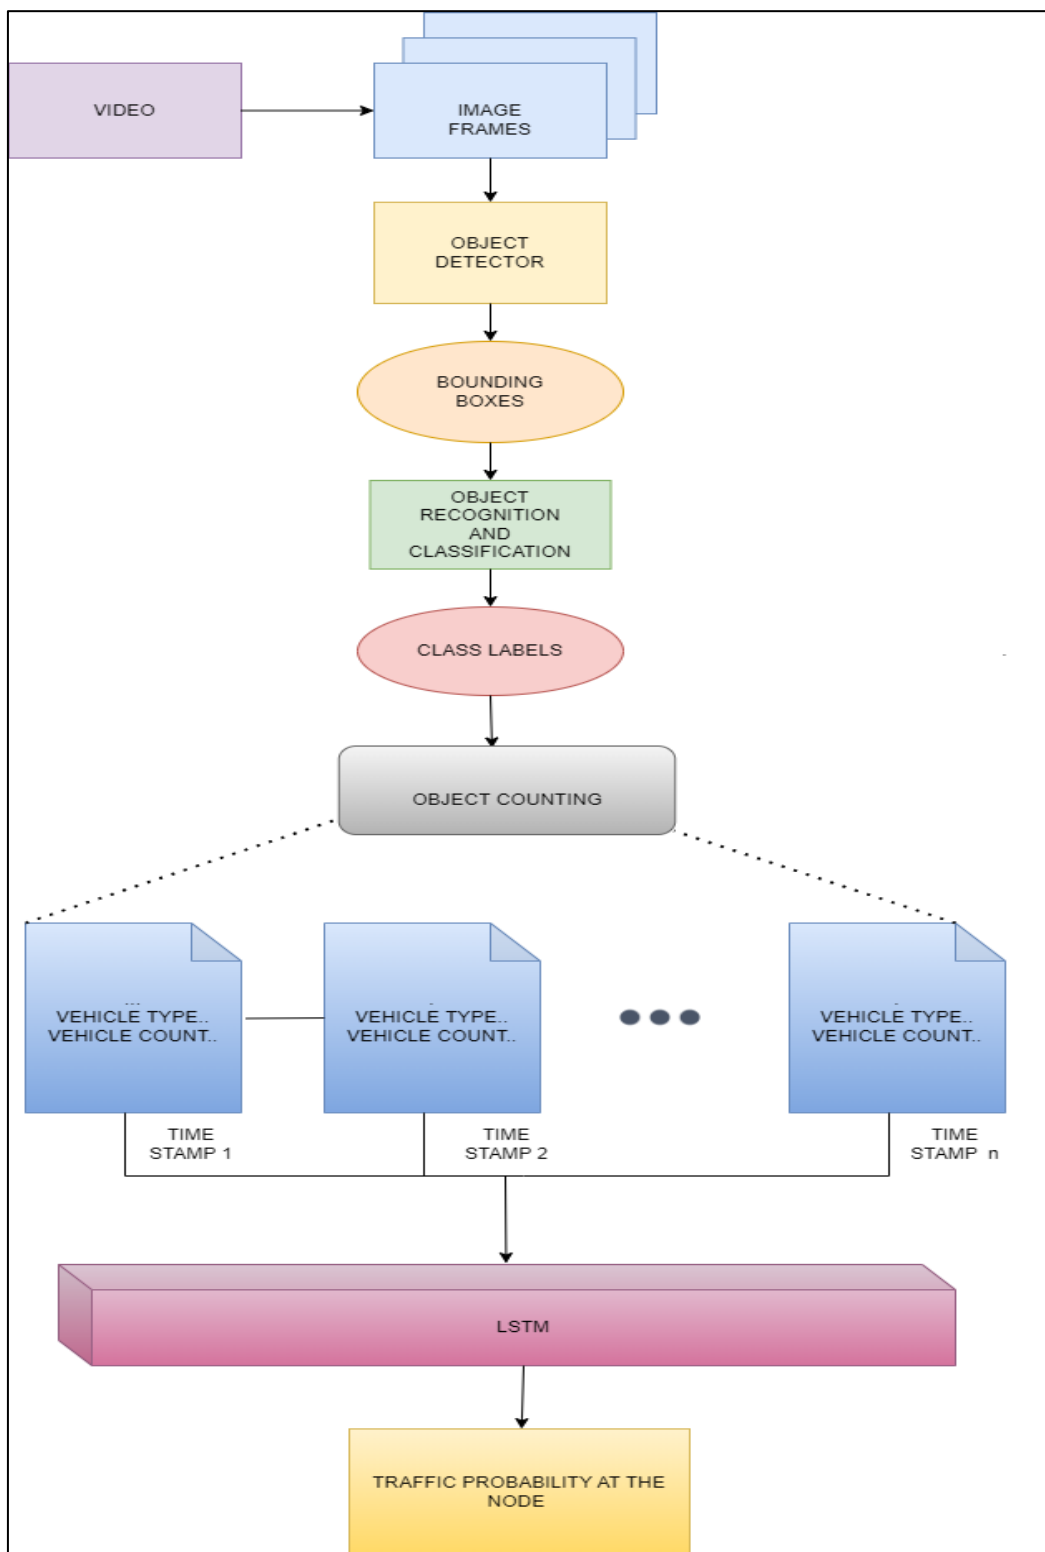 VIDEO
IMAGE
FRAMES
OBJECT
DETECTOR
BOUNDING
BOXES
OBJECT
RECOGNITION
AND
CLASSIFICATION
CLASS LABELS
OBJECT COUNTING
...
VEHICLE TYPE..
VEHICLE COUNT..
.
VEHICLE TYPE..
VEHICLE COUNT..
.
VEHICLE TYPE..
VEHICLE COUNT..
TIME
STAMP 1
TIME
STAMP 2
TIME
STAMP n
LSTM
TRAFFIC PROBABILITY AT THE
NODE